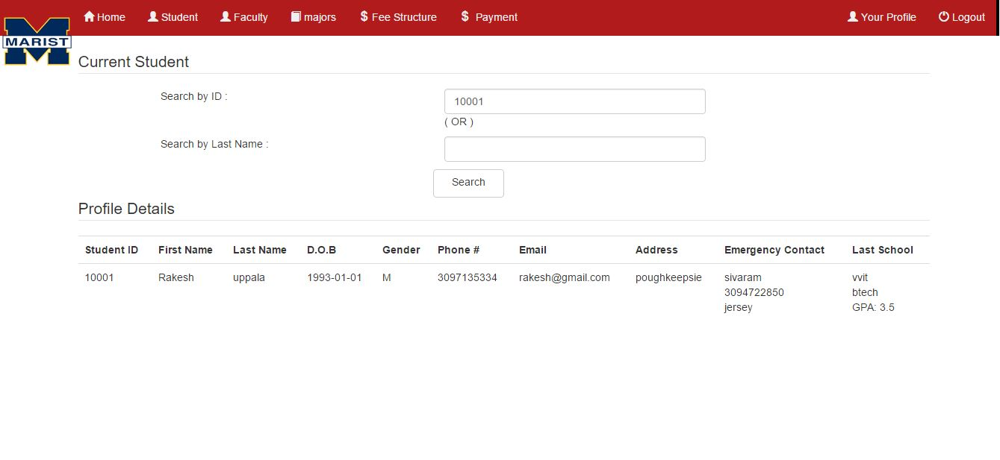 Home Student Faculty majors $ Fee Structure $ Payment Your Profile Logout
MARIST
Current Student
Search by ID : 10001
( OR )
Search by Last Name :
Search
Profile Details
Student ID First Name Last Name D.O.B Gender Phone # Email Address Emergency Contact Last School
10001 Rakesh uppala 1993-01-01 M 3097135334 rakesh@gmail.com poughkeepsie sivaram vvit
3094722850 btech
jersey GPA: 3.5